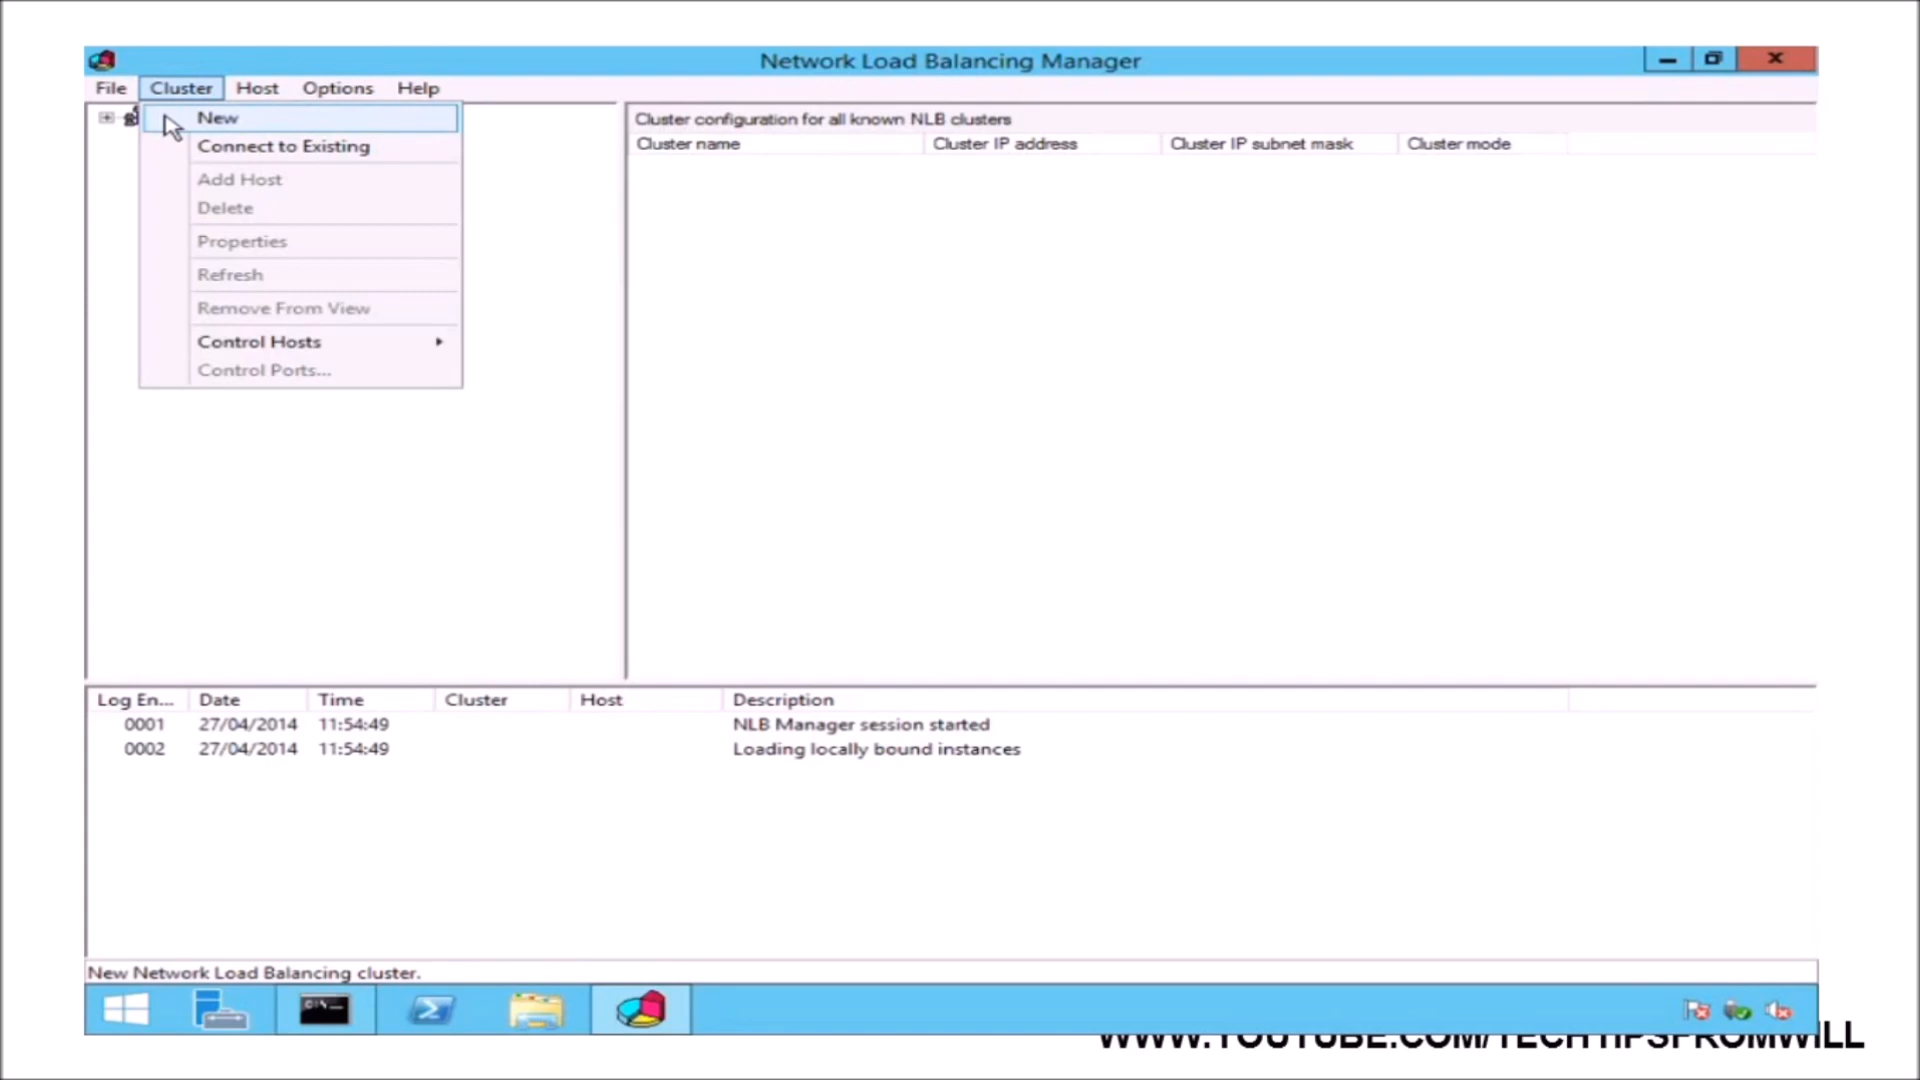 Network Load Balancing Manager
File Cluster Host Options Help
New
Connect to Existing
Add Host
Delete
Properties
Refresh
Remove From View
Control Hosts
Control Ports...
Cluster configuration for all known NLB clusters
Cluster name Cluster IP address Cluster IP subnet mask Cluster mode
Log En... Date Time Cluster Host Description
0001 27/04/2014 11:54:49 NLB Manager session started
0002 27/04/2014 11:54:49 Loading locally bound instances
New Network Load Balancing cluster.
WWW.YOUTUBE.COM/TECHTIPSFROMWILL